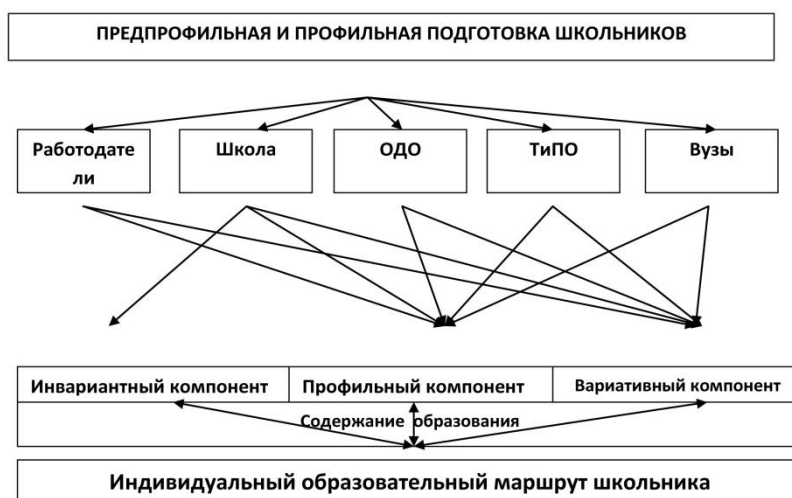 ПРЕДПРОФИЛЬНАЯ И ПРОФИЛЬНАЯ ПОДГОТОВКА ШКОЛЬНИКОВ
Работодате
ли
Школа
ОДО
ТиПО
Вузы
Инвариантный компонент
Профильный компонент
Вариативный компонент
Содержание образования
Индивидуальный образовательный маршрут школьника